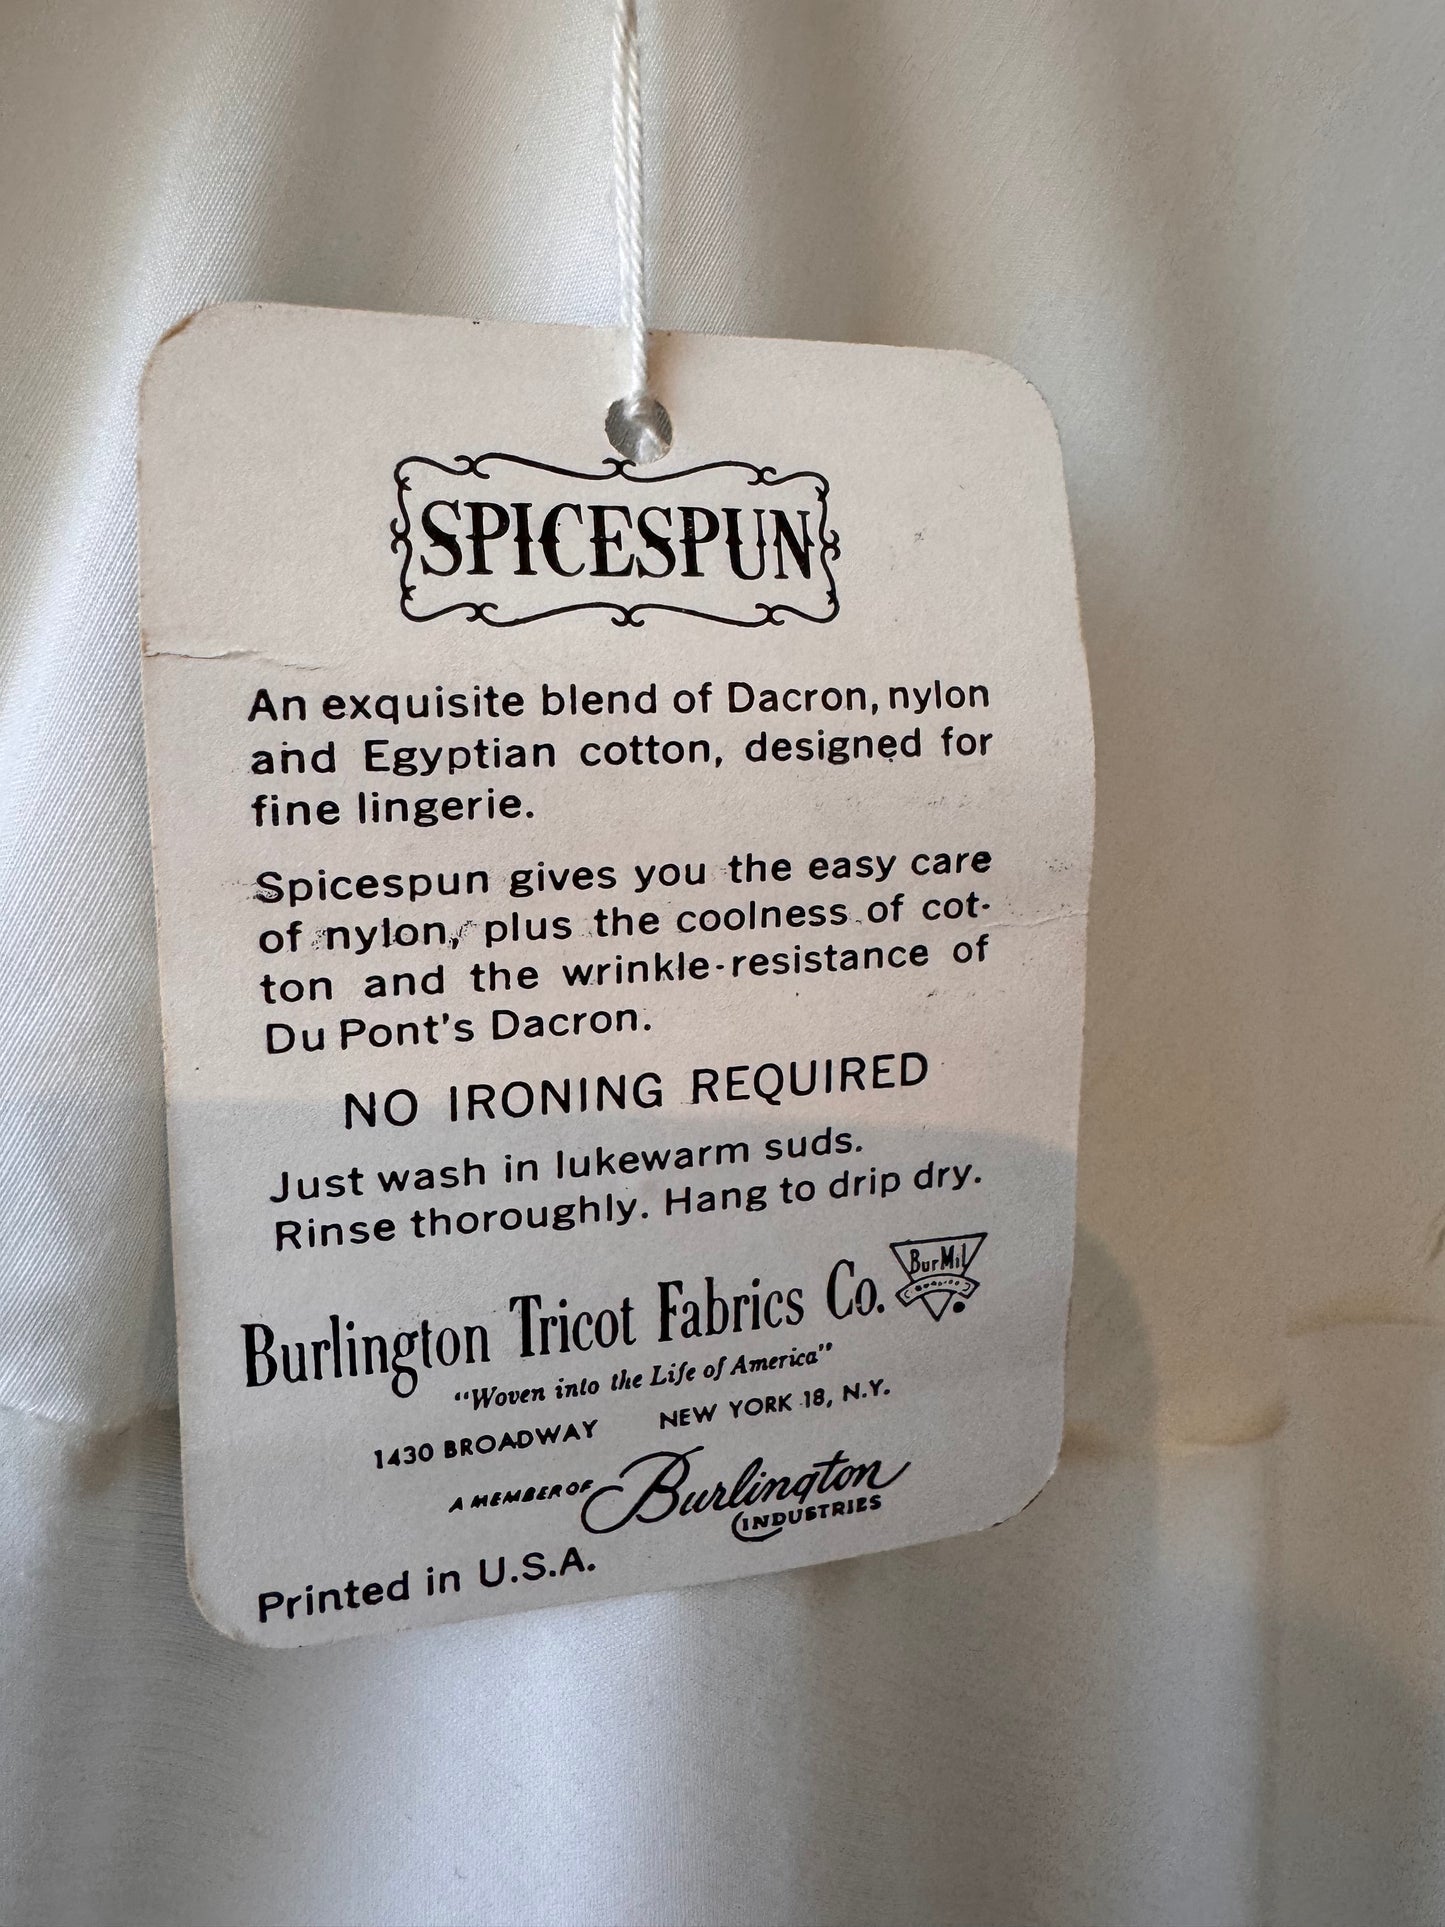 SPICESPUN
An exquisite blend of Dacron, nylon
and Egyptian cotton, designed for
fine lingerie.
Spicespun gives you the easy care
of nylon, plus the coolness of cot-
ton and the wrinkle-resistance of
Du Pont's Dacron.
NO IRONING REQUIRED
Just wash in lukewarm suds.
Rinse thoroughly. Hang to drip dry.
BurMil
Burlington Tricot Fabrics Co.
"Woven into the Life of America"
1430 BROADWAY NEW YORK 18, N.Y.
A MEMBER OF Burlington
INDUSTRIES
Printed in U.S.A.